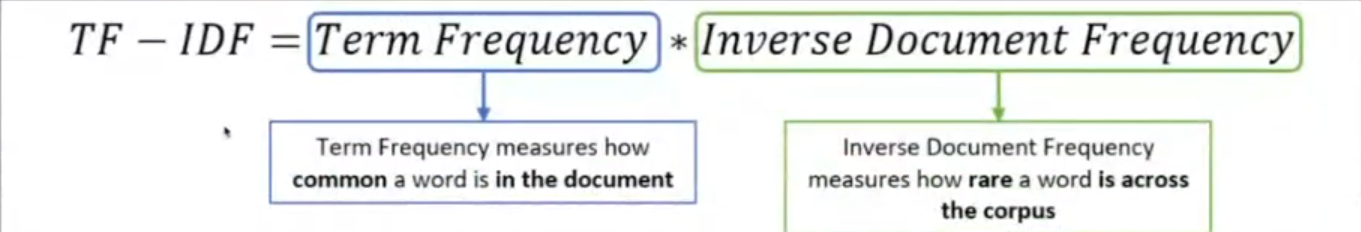 TF − IDF = Term Frequency * Inverse Document Frequency
Term Frequency measures how
common a word is in the document
Inverse Document Frequency
measures how rare a word is across
the corpus